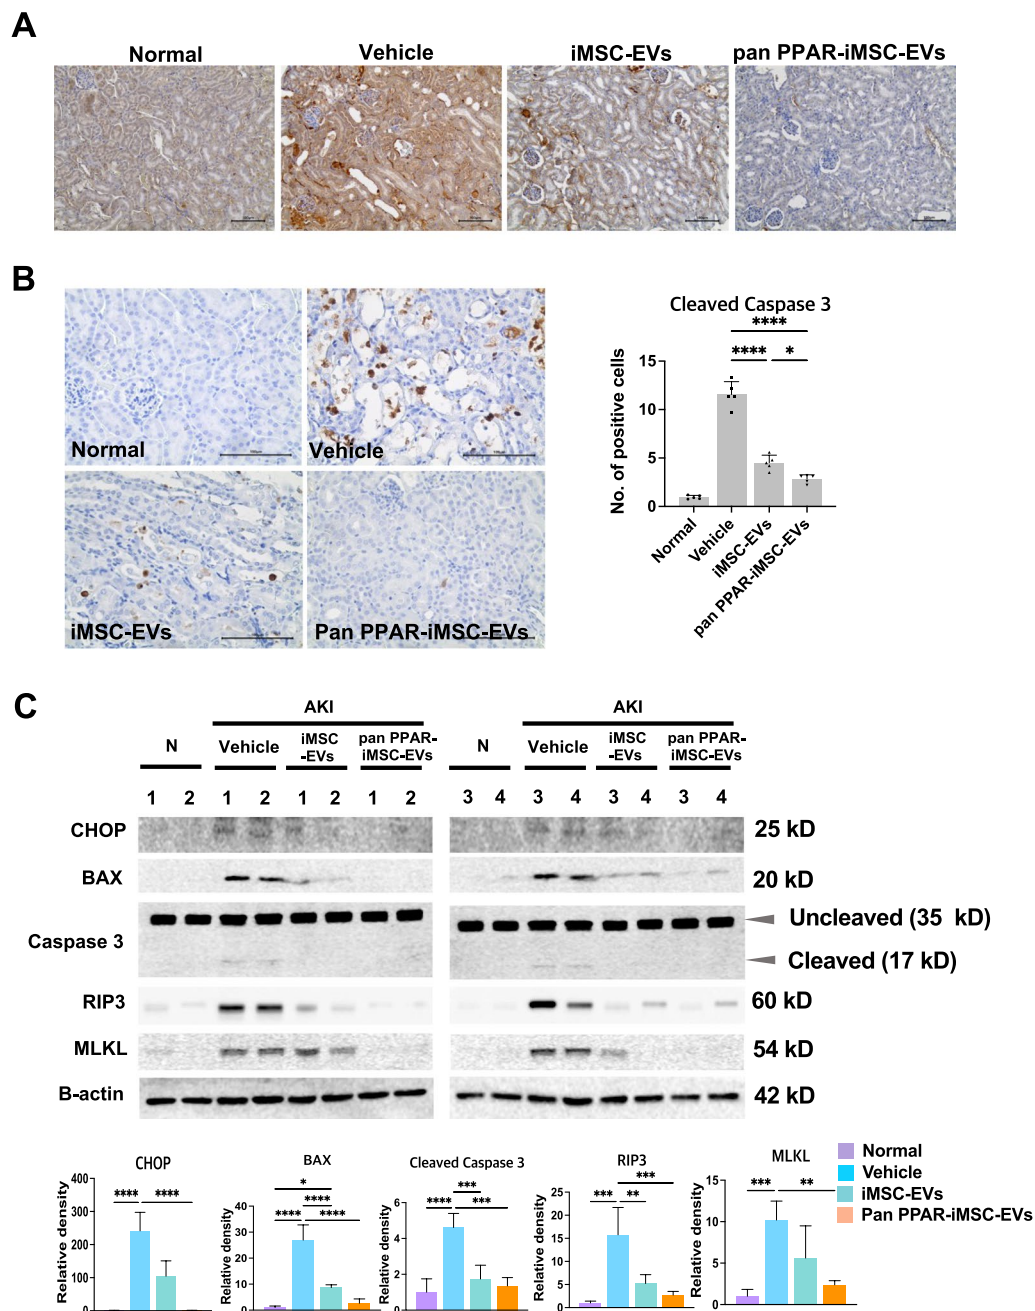 A
Normal
Vehicle
iMSC-EVs
pan PPAR-iMSC-EVs
B
Normal
Vehicle
iMSC-EVs
Pan PPAR-iMSC-EVs
Cleaved Caspase 3
****
**** *
No. of positive cells
15
10
5
0
Normal
Vehicle
iMSC-EVs
pan PPAR-iMSC-EVs
C
AKI
N
Vehicle
iMSC
-EVs
pan PPAR-
iMSC-EVs
1 2 1 2 1 2 1 2
AKI
N
Vehicle
iMSC
-EVs
pan PPAR-
iMSC-EVs
3 4 3 4 3 4 3 4
CHOP
25 kD
BAX
20 kD
Caspase 3
Uncleaved (35 kD)
Cleaved (17 kD)
RIP3
60 kD
MLKL
54 kD
B-actin
42 kD
CHOP
**** ****
Relative density
400
300
200
100
0
BAX
*
****
**** ****
Relative density
40
30
20
10
0
Cleaved Caspase 3
***
**** ***
Relative density
6
4
2
0
RIP3
***
*** **
Relative density
20
15
10
5
0
MLKL
*** **
Relative density
15
10
5
0
Normal
Vehicle
iMSC-EVs
Pan PPAR-iMSC-EVs